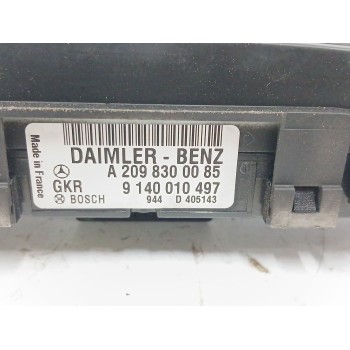 Made in France
DAIMLER - BENZ
A 209 830 00 85
GKR 9 140 010 497
BOSCH 944 D 405143